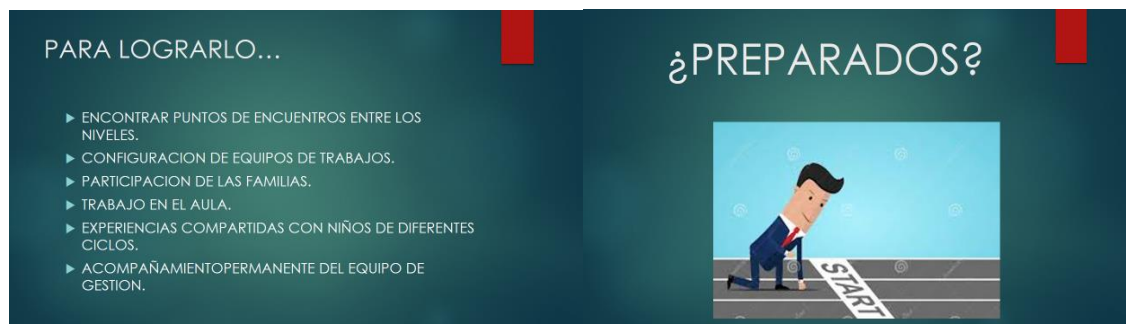 PARA LOGRARLO...
ENCONTRAR PUNTOS DE ENCUENTROS ENTRE LOS
NIVELES.
CONFIGURACION DE EQUIPOS DE TRABAJOS.
PARTICIPACION DE LAS FAMILIAS.
TRABAJO EN EL AULA.
EXPERIENCIAS COMPARTIDAS CON NIÑOS DE DIFERENTES
CICLOS.
ACOMPAÑAMIENTOPERMANENTE DEL EQUIPO DE
GESTION.
¿PREPARADOS?
START